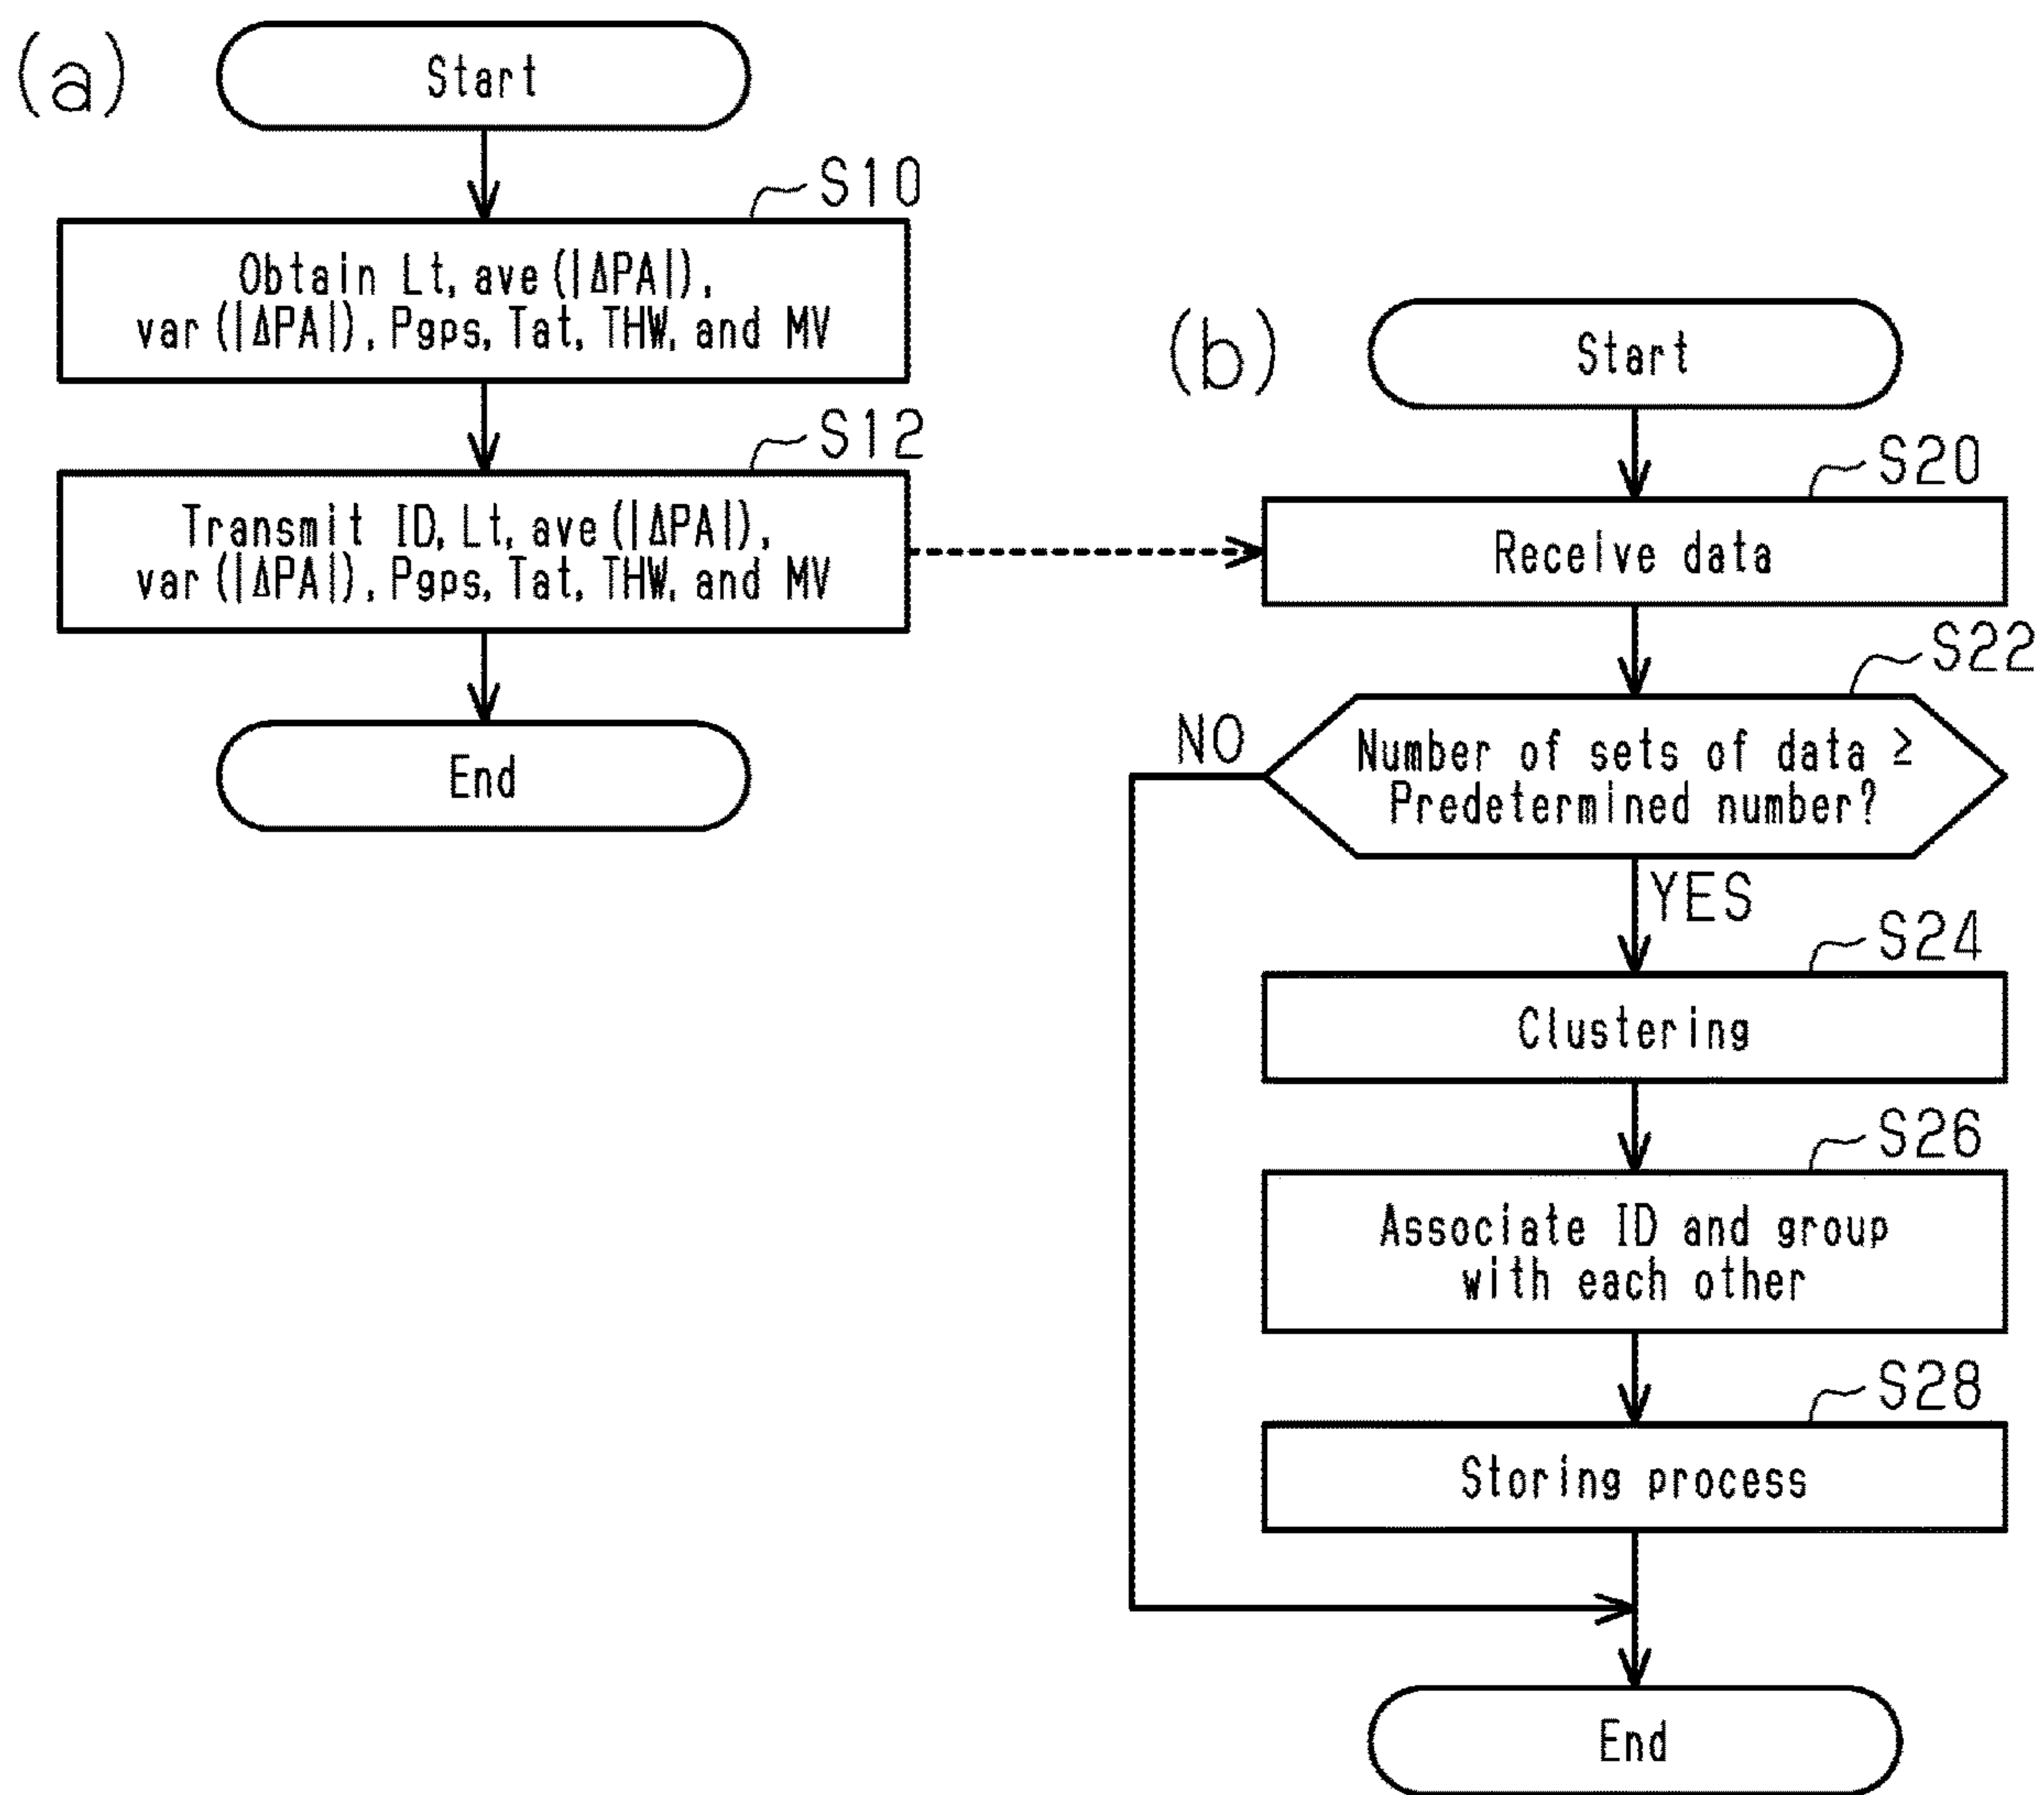 (a)
Start
S10
Obtain Lt, ave(|ΔPA|),
var(|ΔPA|), Pgps, Tat, THW, and MV
S12
Transmit ID, Lt, ave(|ΔPA|),
var(|ΔPA|), Pgps, Tat, THW, and MV
End
(b)
Start
S20
Receive data
S22
Number of sets of data ≥
Predetermined number?
NO
YES
S24
Clustering
S26
Associate ID and group
with each other
S28
Storing process
End